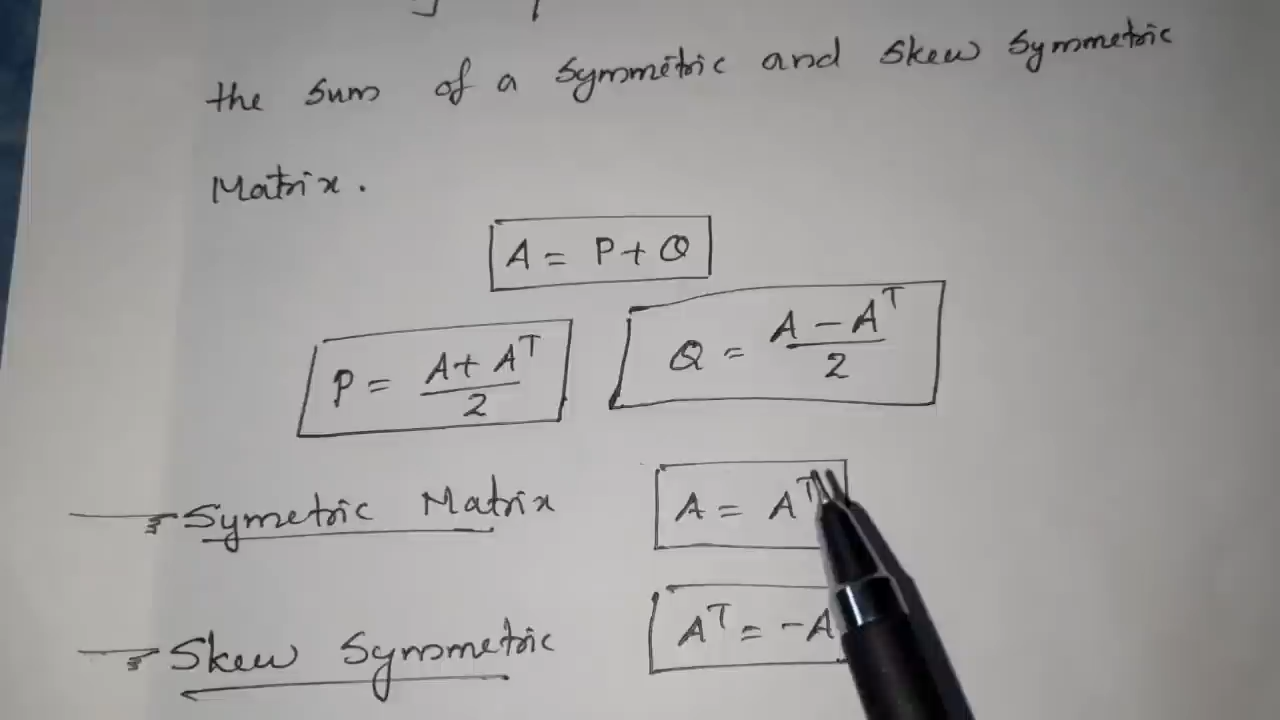 the sum of a symmetric and skew symmetric
Matrix.
A = P + Q
P = A + A^T / 2
Q = A - A^T / 2
Symetric Matrix
A = A^T
Skew Symmetric
A^T = -A